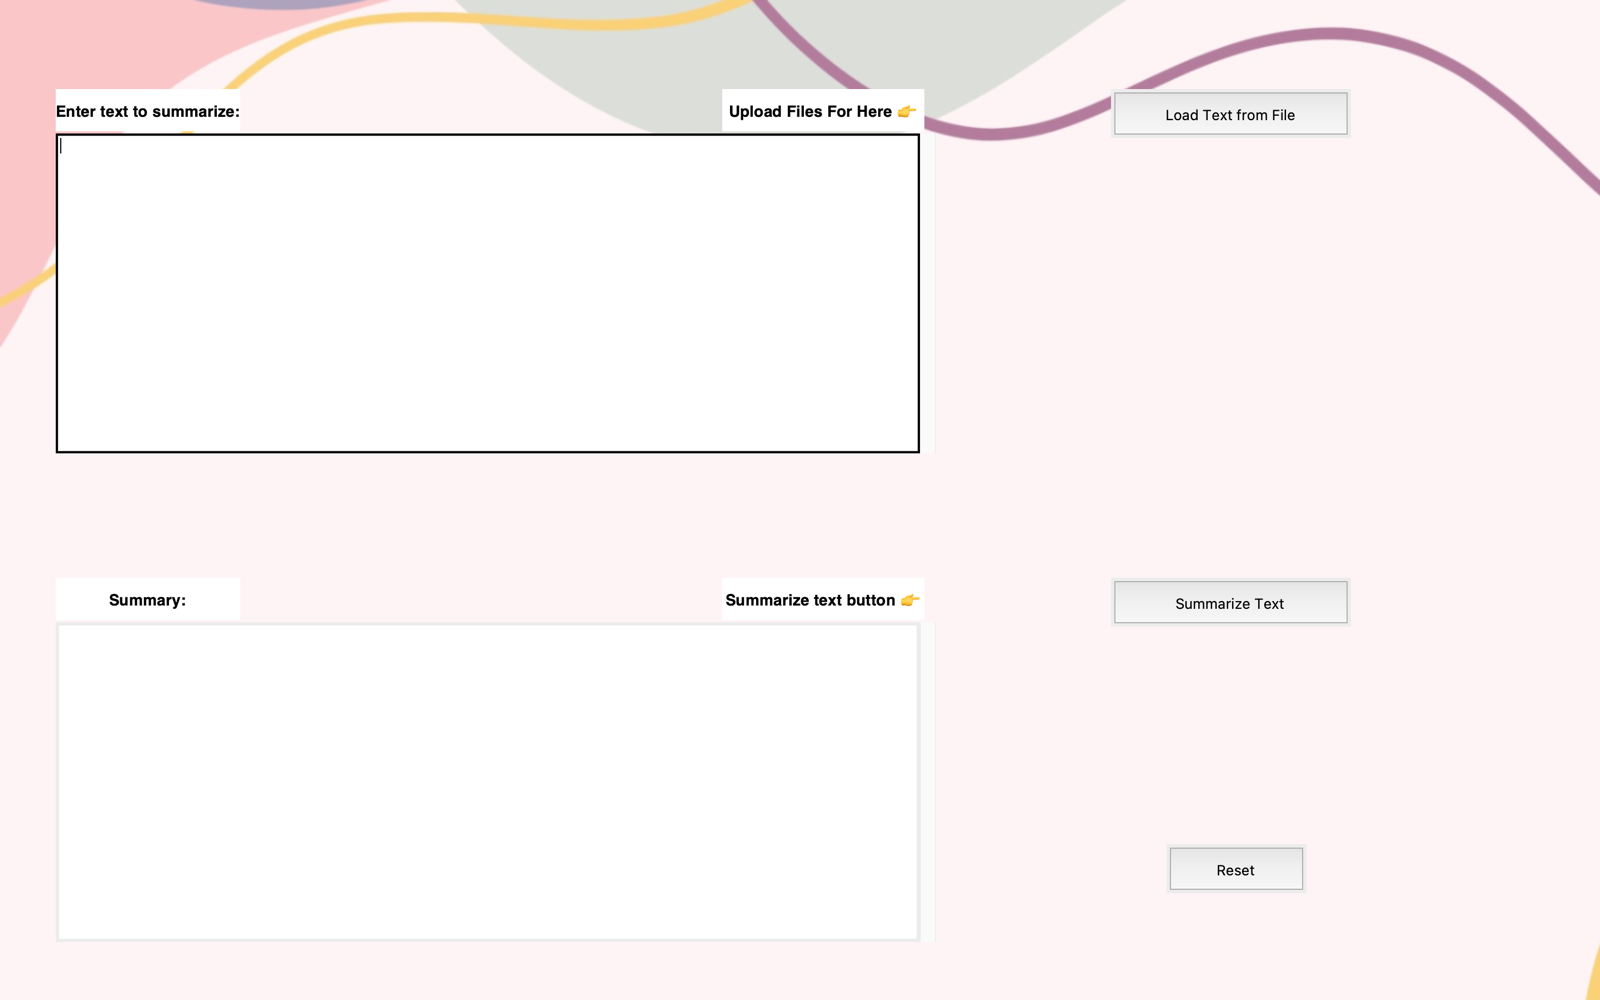 Enter text to summarize:
Upload Files For Here 👉
Load Text from File
Summary:
Summarize text button 👉
Summarize Text
Reset